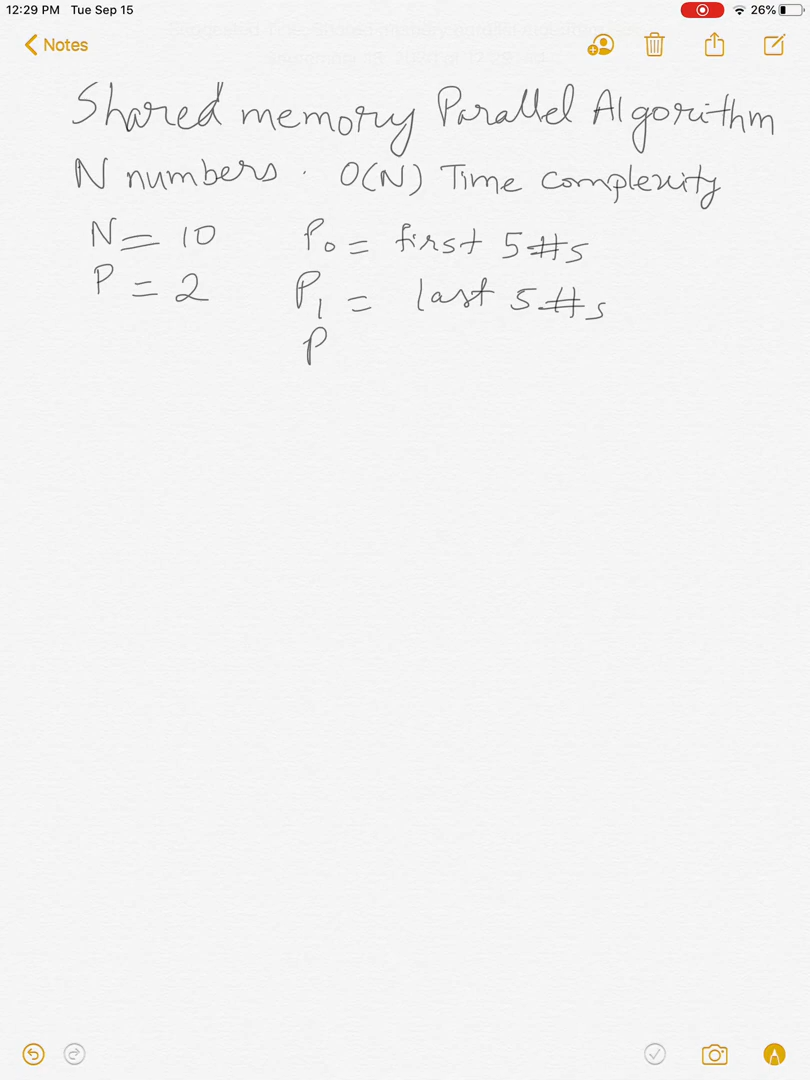 12:29 PM Tue Sep 15 26%
Notes
Shared memory Parallel Algorithm
N numbers. O(N) Time complexity
N = 10 P0 = first 5 #s
P = 2 P1 = last 5 #s
P